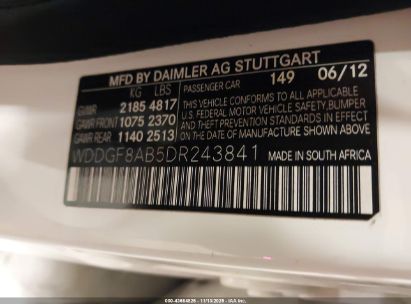 MFD BY DAIMLER AG STUTTGART
KG LBS
PASSENGER CAR 149 06/12
GVWR 2185 4817
GAWR FRONT 1075 2370
GAWR REAR 1140 2513
THIS VEHICLE CONFORMS TO ALL APPLICABLE
U.S. FEDERAL MOTOR VEHICLE SAFETY, BUMPER
AND THEFT PREVENTION STANDARDS IN EFFECT
ON THE DATE OF MANUFACTURE SHOWN ABOVE.
WDDGF8AB5DR243841
MADE IN SOUTH AFRICA